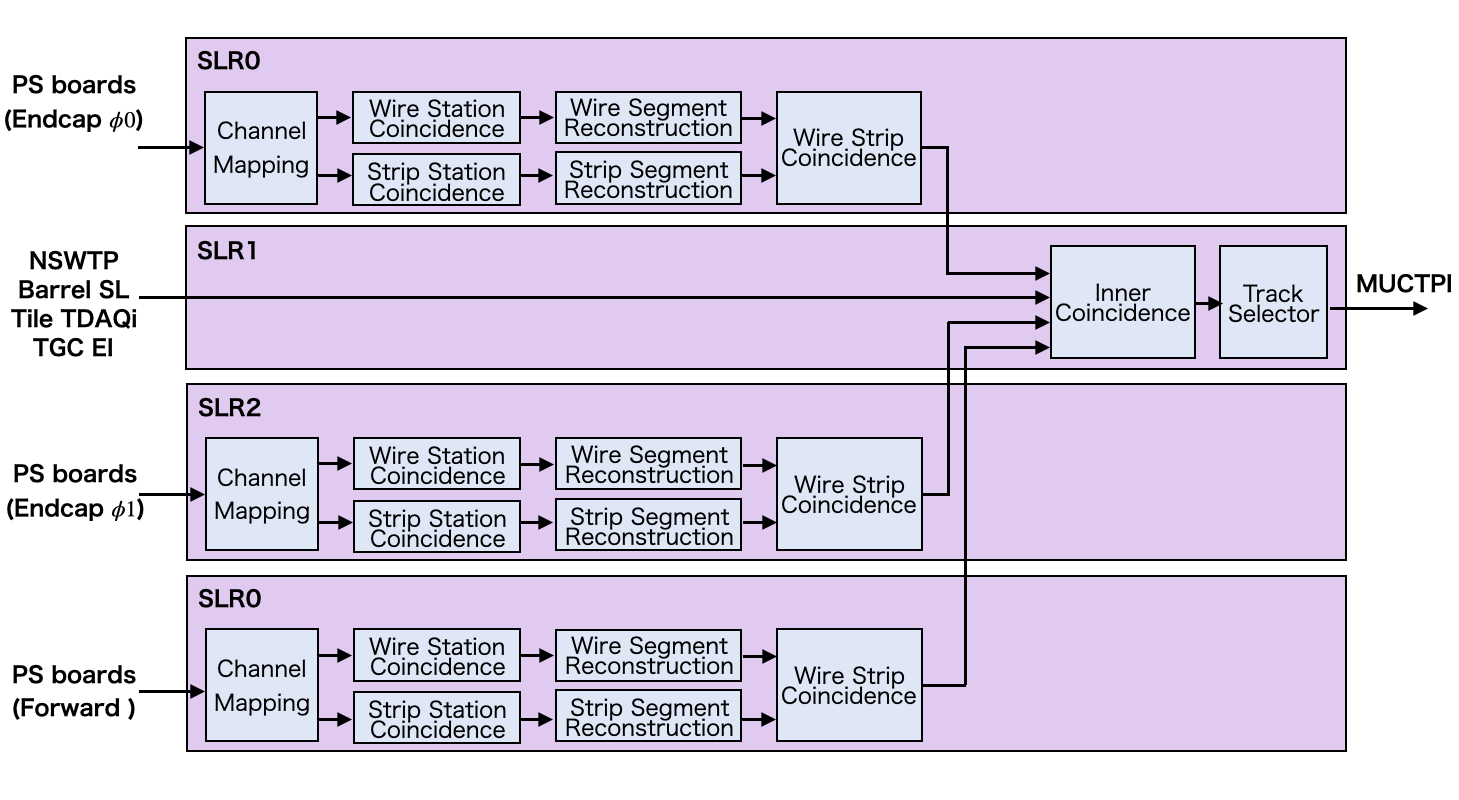 SLR0
PS boards
(Endcap ϕ0)
Channel
Mapping
Wire Station
Coincidence
Strip Station
Coincidence
Wire Segment
Reconstruction
Strip Segment
Reconstruction
Wire Strip
Coincidence
SLR1
NSWTP
Barrel SL
Tile TDAQi
TGC EI
Inner
Coincidence
Track
Selector
MUCTPI
SLR2
PS boards
(Endcap ϕ1)
Channel
Mapping
Wire Station
Coincidence
Strip Station
Coincidence
Wire Segment
Reconstruction
Strip Segment
Reconstruction
Wire Strip
Coincidence
SLR0
PS boards
(Forward )
Channel
Mapping
Wire Station
Coincidence
Strip Station
Coincidence
Wire Segment
Reconstruction
Strip Segment
Reconstruction
Wire Strip
Coincidence